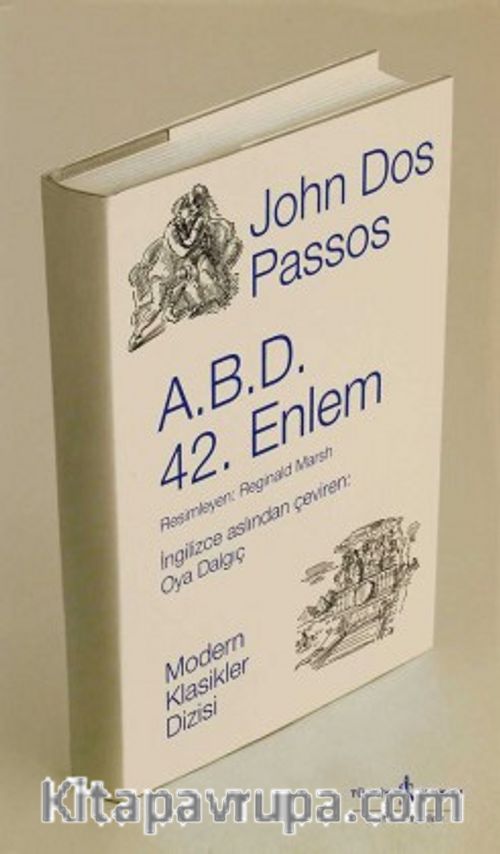 John Dos
Passos
A.B.D.
42. Enlem
Resimleyen: Reginald Marsh
İngilizce aslından çeviren:
Oya Dalgıç
Modern
Klasikler
Dizisi
Kitapavrupa.com